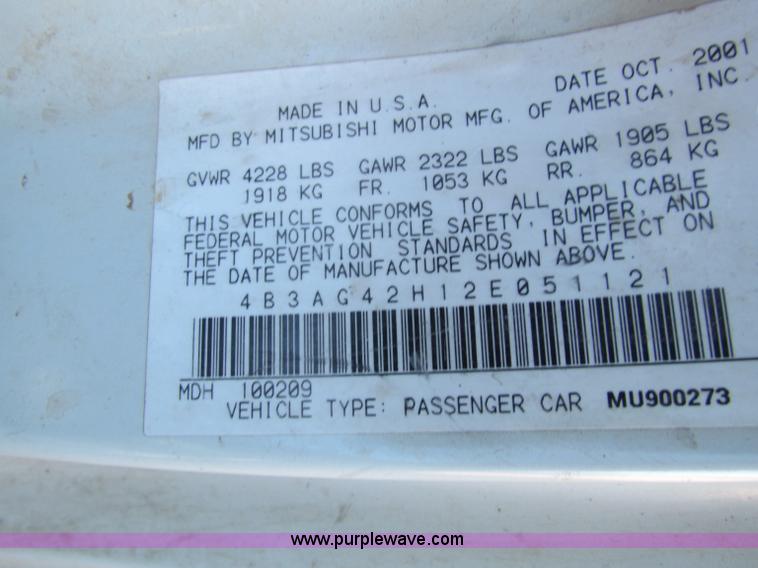 DATE OCT. 2001
MADE IN U.S.A.
MFD BY MITSUBISHI MOTOR MFG. OF AMERICA, INC.
GVWR 4228 LBS GAWR 2322 LBS GAWR 1905 LBS
1918 KG FR. 1053 KG RR. 864 KG
THIS VEHICLE CONFORMS TO ALL APPLICABLE
FEDERAL MOTOR VEHICLE SAFETY, BUMPER, AND
THEFT PREVENTION STANDARDS IN EFFECT ON
THE DATE OF MANUFACTURE SHOWN ABOVE.
4B3AG42H12E051121
MDH 100209
VEHICLE TYPE: PASSENGER CAR MU900273
www.purplewave.com